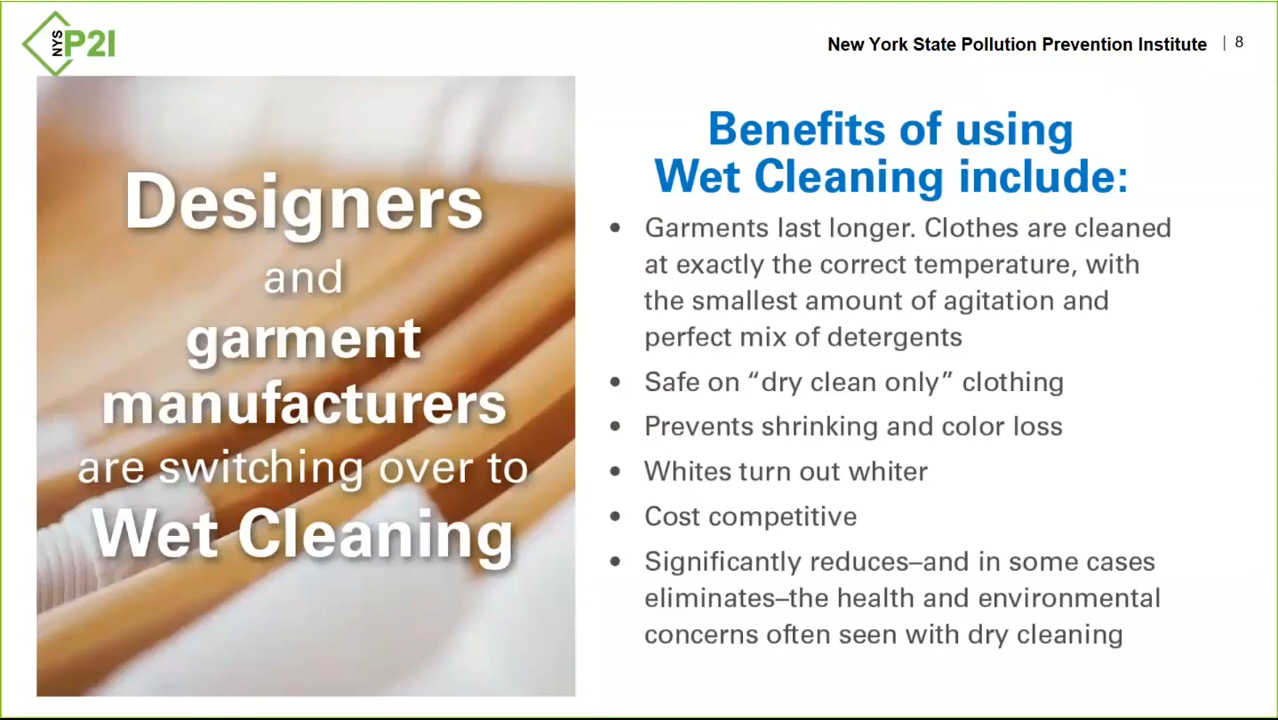 NYS P2I
New York State Pollution Prevention Institute | 8
Designers
and
garment
manufacturers
are switching over to
Wet Cleaning
Benefits of using
Wet Cleaning include:
• Garments last longer. Clothes are cleaned
at exactly the correct temperature, with
the smallest amount of agitation and
perfect mix of detergents
• Safe on “dry clean only” clothing
• Prevents shrinking and color loss
• Whites turn out whiter
• Cost competitive
• Significantly reduces–and in some cases
eliminates–the health and environmental
concerns often seen with dry cleaning